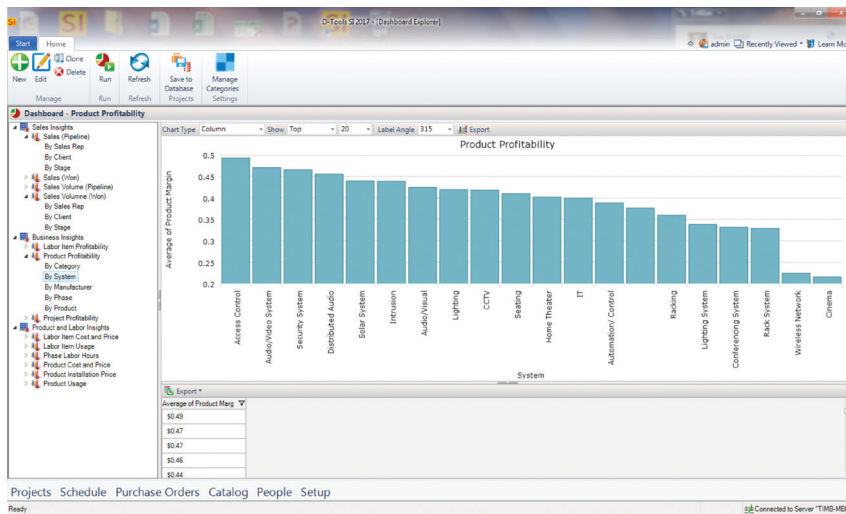 SI
D-Tools SI 2017 - [Dashboard Explorer]
Start Home
admin Recently Viewed Learn Mo
New Edit Clone Delete Run Refresh Save to Database Manage Categories
Manage Run Refresh Projects Settings
Dashboard - Product Profitability
Sales Insights
Sales (Pipeline)
By Sales Rep
By Client
By Stage
Sales (Won)
Sales Volume (Pipeline)
Sales Volumne (Won)
By Sales Rep
By Client
By Stage
Business Insights
Labor Item Profitability
Product Profitability
By Category
By System
By Manufacturer
By Phase
By Product
Project Profitability
Product and Labor Insights
Labor Item Cost and Price
Labor Item Usage
Phase Labor Hours
Product Cost and Price
Product Installation Price
Product Usage
Chart Type Column Show Top 20 Label Angle 315 Export
Product Profitability
Average of Product Margin
0.5
0.45
0.4
0.35
0.3
0.25
0.2
Access Control
Audio/Video System
Security System
Distributed Audio
Solar System
Intrusion
Audio/Visual
Lighting
CCTV
Seating
Home Theater
IT
Automation/ Control
Racking
Lighting System
Conferencing System
Rack System
Wireless Network
Cinema
System
Export
Average of Product Marg
$0.49
$0.47
$0.47
$0.46
$0.44
Projects Schedule Purchase Orders Catalog People Setup
Ready
Connected to Server "TIMB-MB